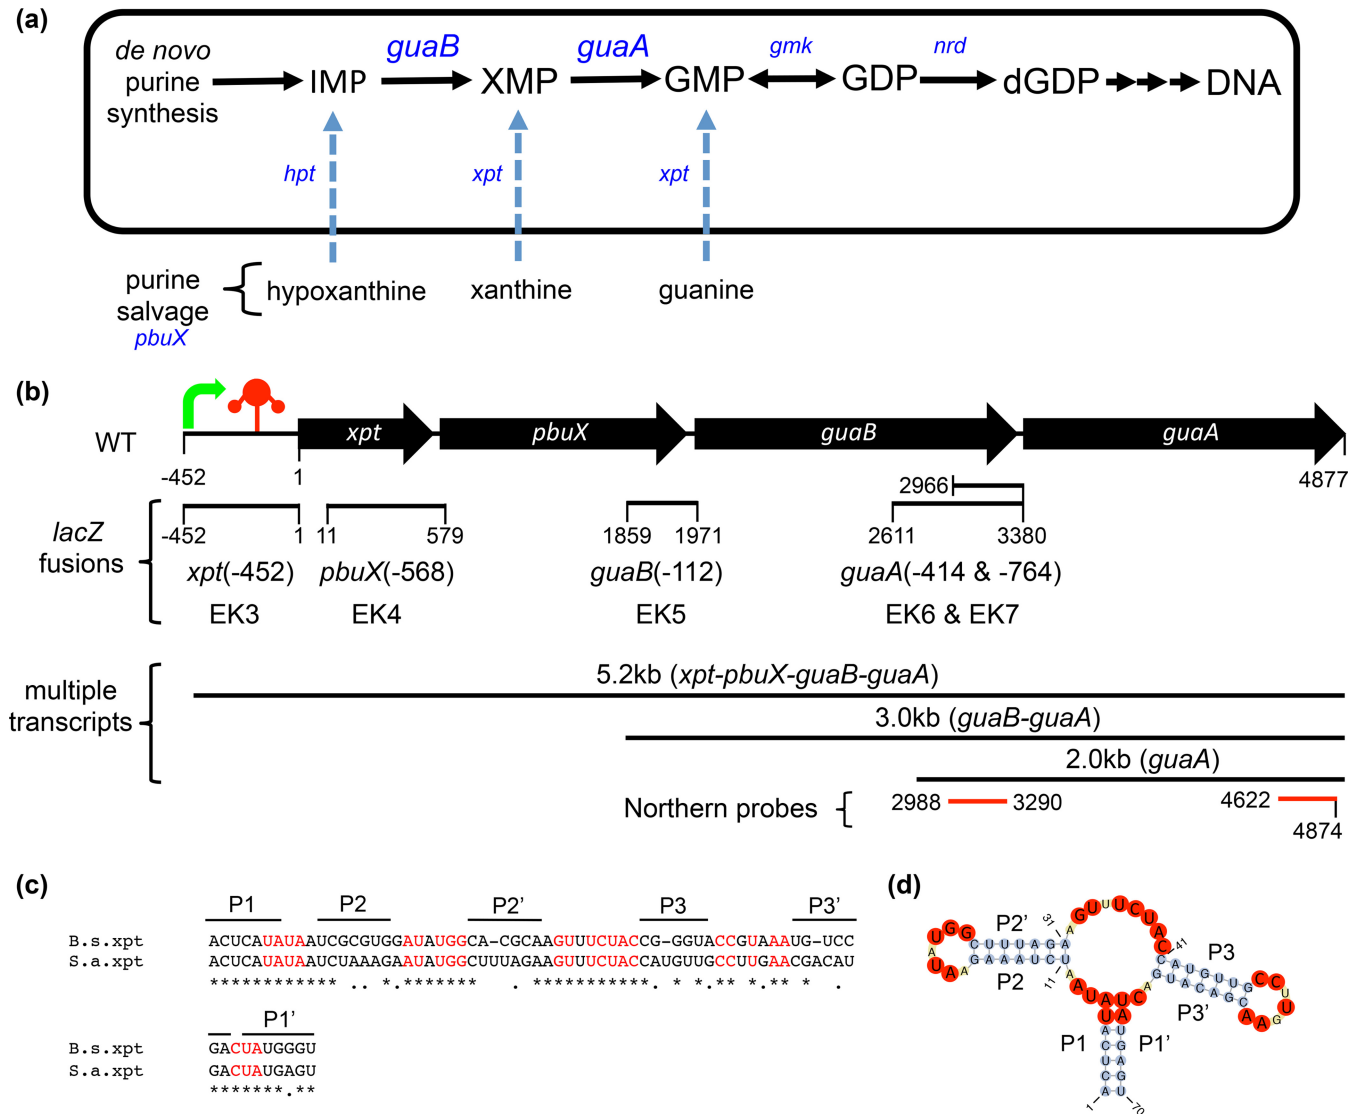 (a)
de novo
purine
synthesis
IMP guaB XMP guaA GMP gmk GDP nrd dGDP DNA
hpt xpt xpt
purine
salvage
pbuX
hypoxanthine xanthine guanine
(b)
WT xpt pbuX guaB guaA
-452 1 4877
lacZ
fusions
-452 1 11 579 1859 1971 2966 2611 3380
xpt(-452) pbuX(-568) guaB(-112) guaA(-414 & -764)
EK3 EK4 EK5 EK6 & EK7
multiple
transcripts
5.2kb (xpt-pbuX-guaB-guaA)
3.0kb (guaB-guaA)
2.0kb (guaA)
Northern probes 2988 3290 4622 4874
(c)
P1 P2 P2’ P3 P3’
B.s.xpt ACUCAUAUAAUCGCGUGGAUAUGGCA-CGCAAGUUUCUACCG-GGUACCGUAAAUG-UCC
S.a.xpt ACUCAUAUAAUCUAAAGAAUAUGGCUUUAGAAGUUUCUACCAUGUUGCCUUGAACGACAU
************ .. *.******* . **********. * *.** *.** * .
P1’
B.s.xpt GACUAUGGGU
S.a.xpt GACUAUGAGU
*******.**
(d)
P2’ P2 P3 P3’ P1 P1’
1 11 31 41 70